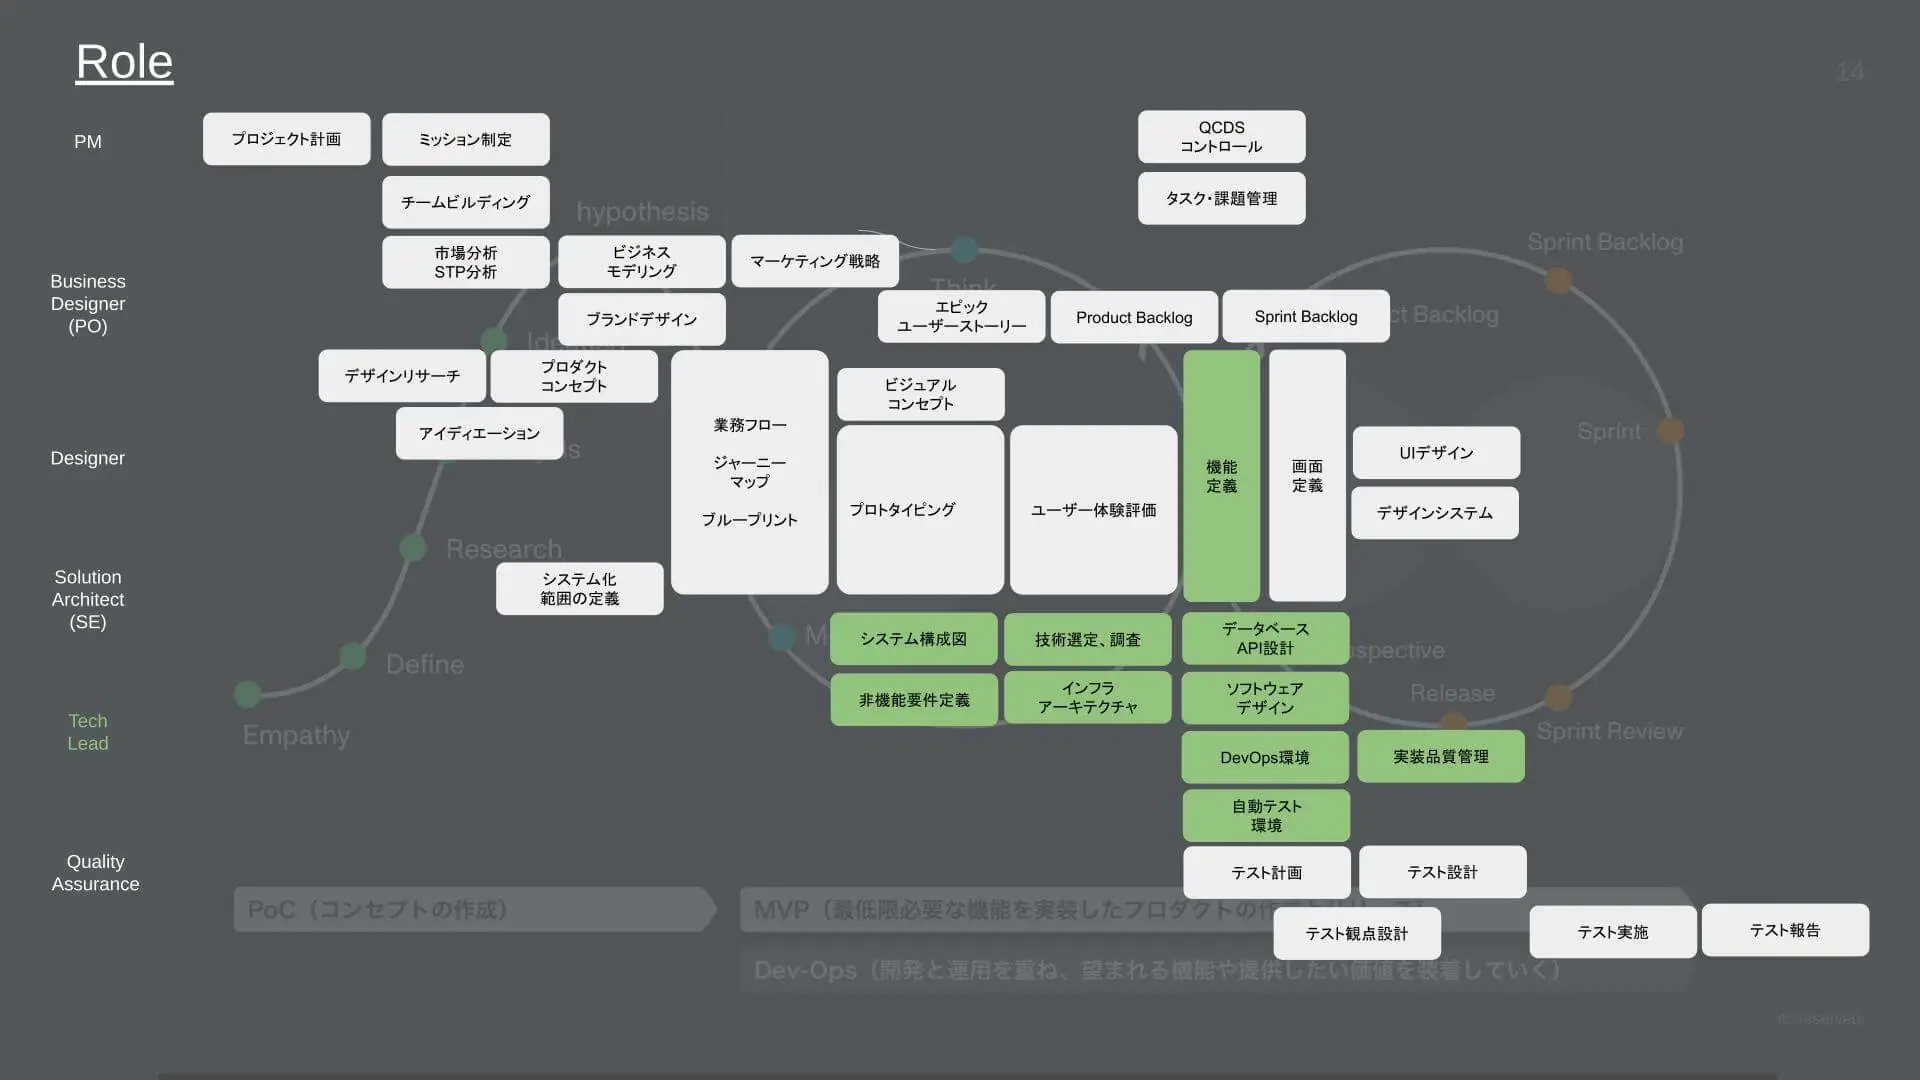 Role
14
PM
プロジェクト計画
ミッション制定
QCDS
コントロール
チームビルディング
タスク・課題管理
hypothesis
Business
Designer
(PO)
市場分析
STP分析
ビジネス
モデリング
マーケティング戦略
Think
Sprint Backlog
ブランドデザイン
エピック
ユーザーストーリー
Product Backlog
Sprint Backlog
ct Backlog
デザインリサーチ
プロダクト
コンセプト
アイディエーション
Designer
業務フロー
ジャーニー
マップ
ブループリント
ビジュアル
コンセプト
プロトタイピング
ユーザー体験評価
機能
定義
画面
定義
UIデザイン
デザインシステム
Sprint
Research
Solution
Architect
(SE)
システム化
範囲の定義
Define
システム構成図
技術選定、調査
データベース
API設計
spective
非機能要件定義
インフラ
アーキテクチャ
ソフトウェア
デザイン
Release
Tech
Lead
Empathy
Sprint Review
DevOps環境
実装品質管理
自動テスト
環境
Quality
Assurance
テスト計画
テスト設計
PoC（コンセプトの作成）
MVP（最低限必要な機能を実装したプロダクトの作
テスト観点設計
テスト実施
テスト報告
Dev-Ops（開発と運用を重ね、望まれる機能や提供したい価値を装着していく）